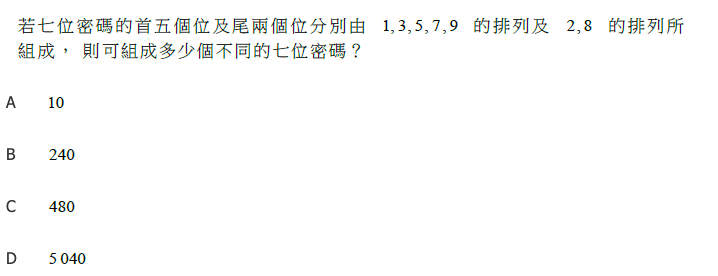 若七位密碼的首五個位及尾兩個位分別由 1,3,5,7,9 的排列及 2,8 的排列所
組成， 則可組成多少個不同的七位密碼？
A 10
B 240
C 480
D 5 040